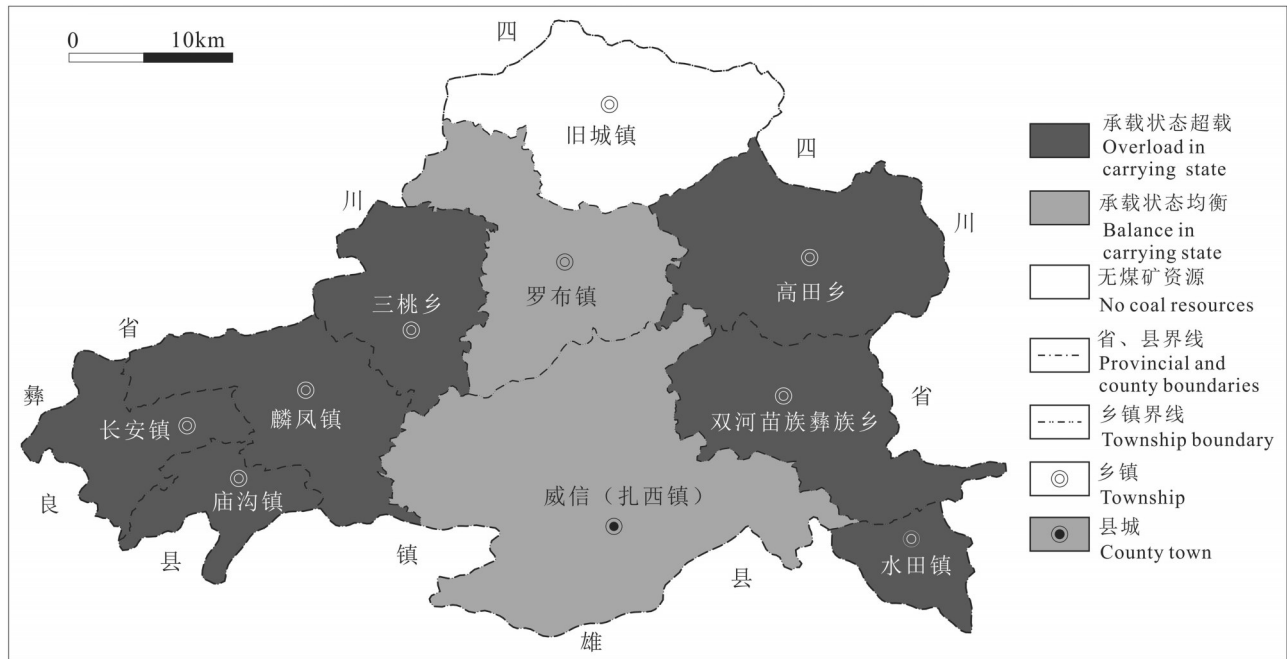 0 10km
四
旧城镇
四
川
川
三桃乡
罗布镇
高田乡
省
彝
长安镇
麟凤镇
双河苗族彝族乡
省
良
庙沟镇
威信（扎西镇）
县
镇
县
水田镇
雄
承载状态超载
Overload in
carrying state
承载状态均衡
Balance in
carrying state
无煤矿资源
No coal resources
省、县界线
Provincial and
county boundaries
乡镇界线
Township boundary
乡镇
Township
县城
County town